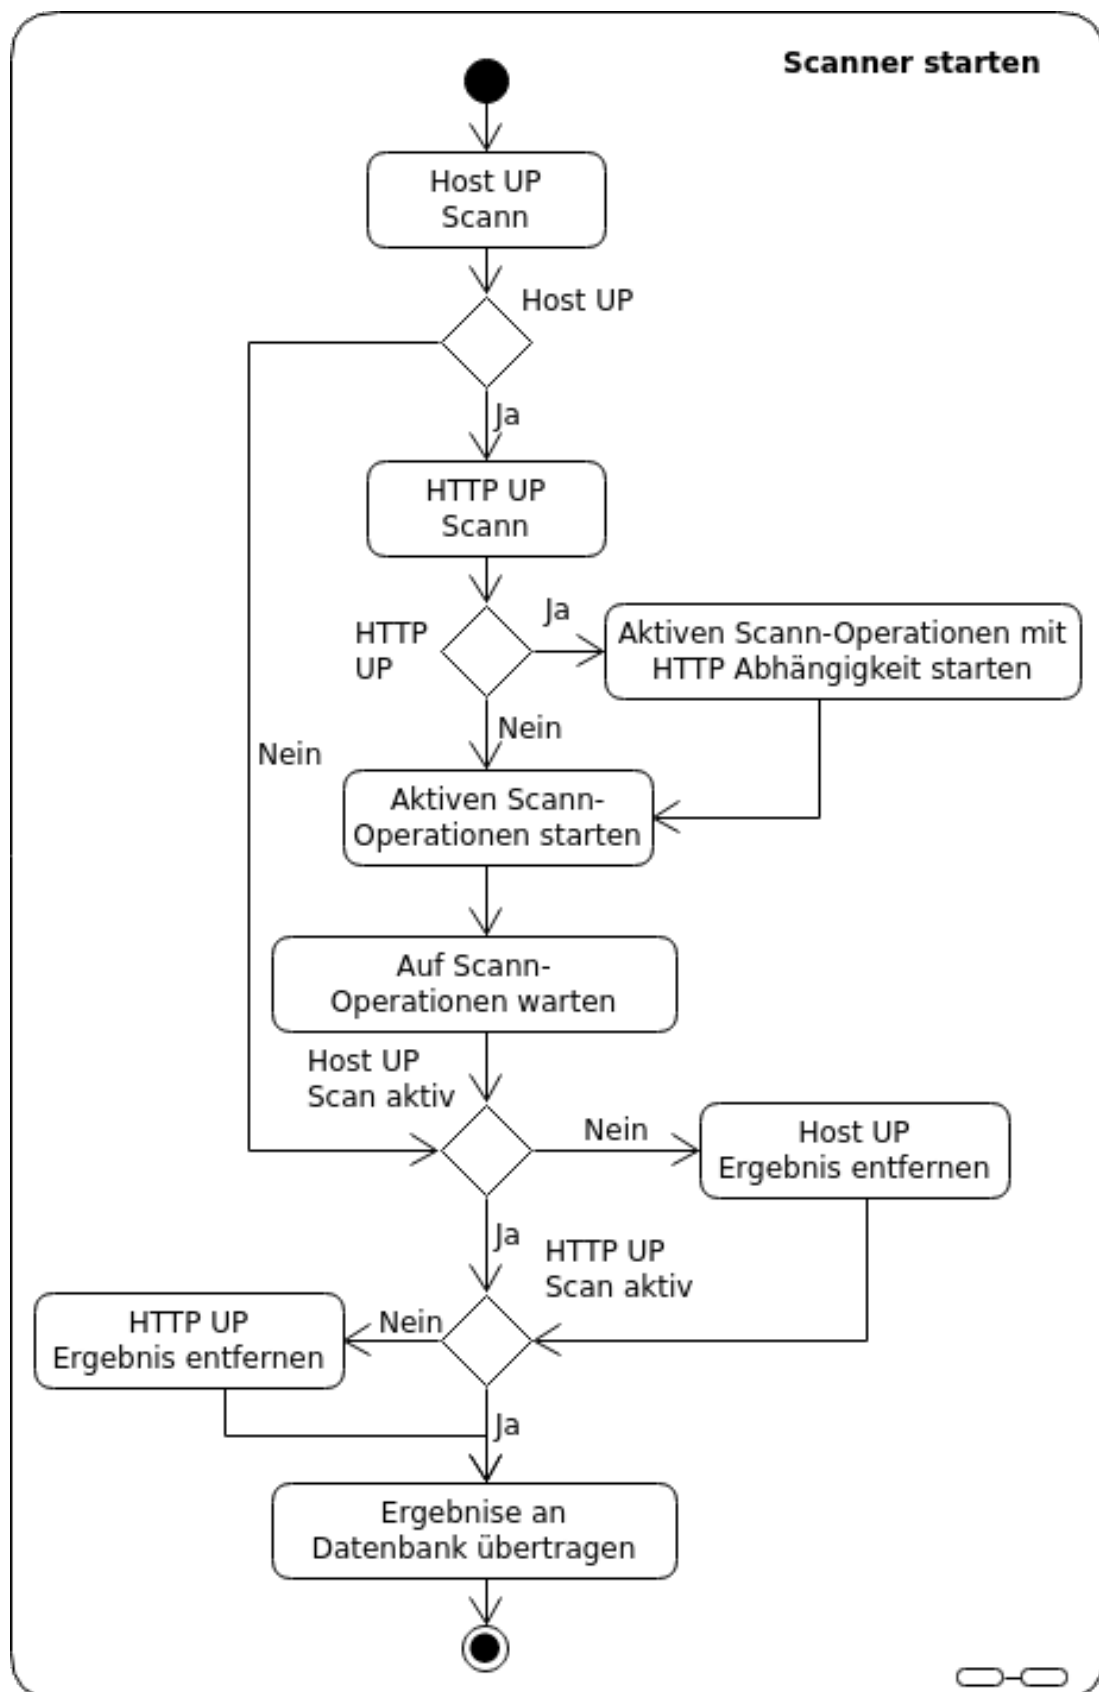 Scanner starten
Host UP
Scann
Host UP
Ja
HTTP UP
Scann
Ja
HTTP
UP
Aktiven Scann-Operationen mit
HTTP Abhängigkeit starten
Nein
Nein
Aktiven Scann-
Operationen starten
Auf Scann-
Operationen warten
Host UP
Scan aktiv
Nein
Host UP
Ergebnis entfernen
Ja
HTTP UP
Scan aktiv
HTTP UP
Ergebnis entfernen
Nein
Ja
Ergebnise an
Datenbank übertragen